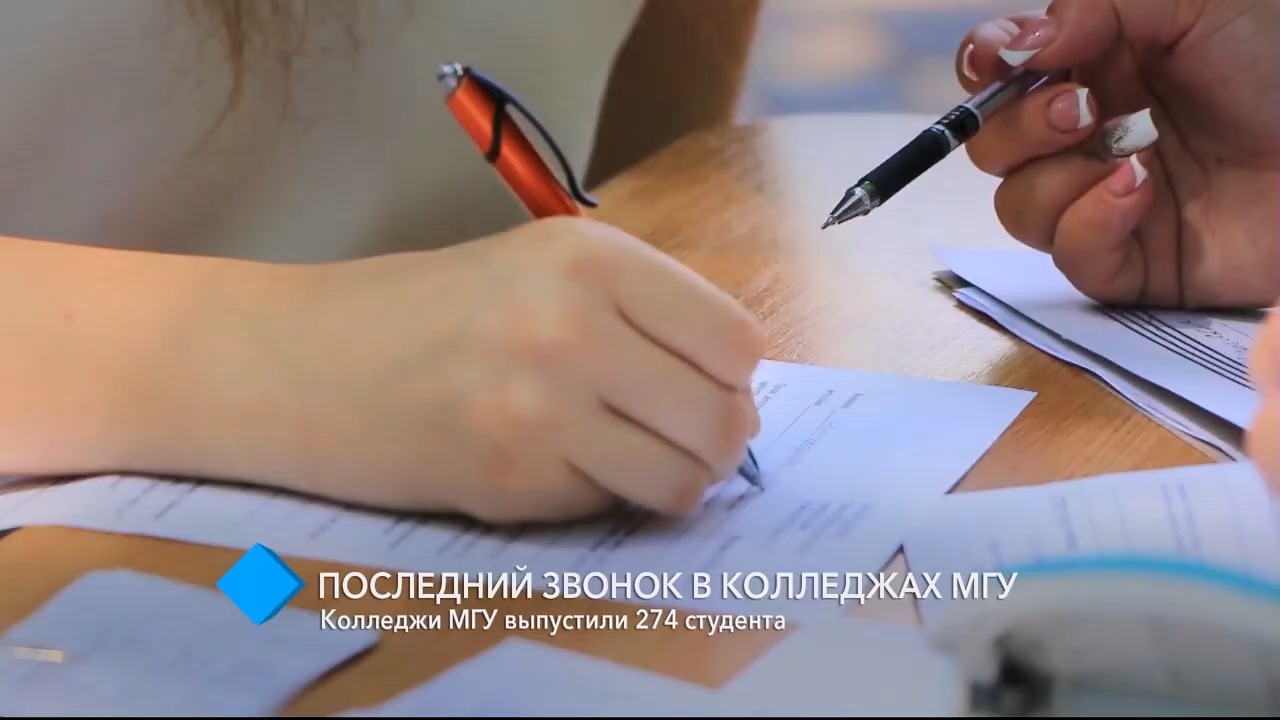 ПОСЛЕДНИЙ ЗВОНОК В КОЛЛЕДЖАХ МГУ
Колледжи МГУ выпустили 274 студента